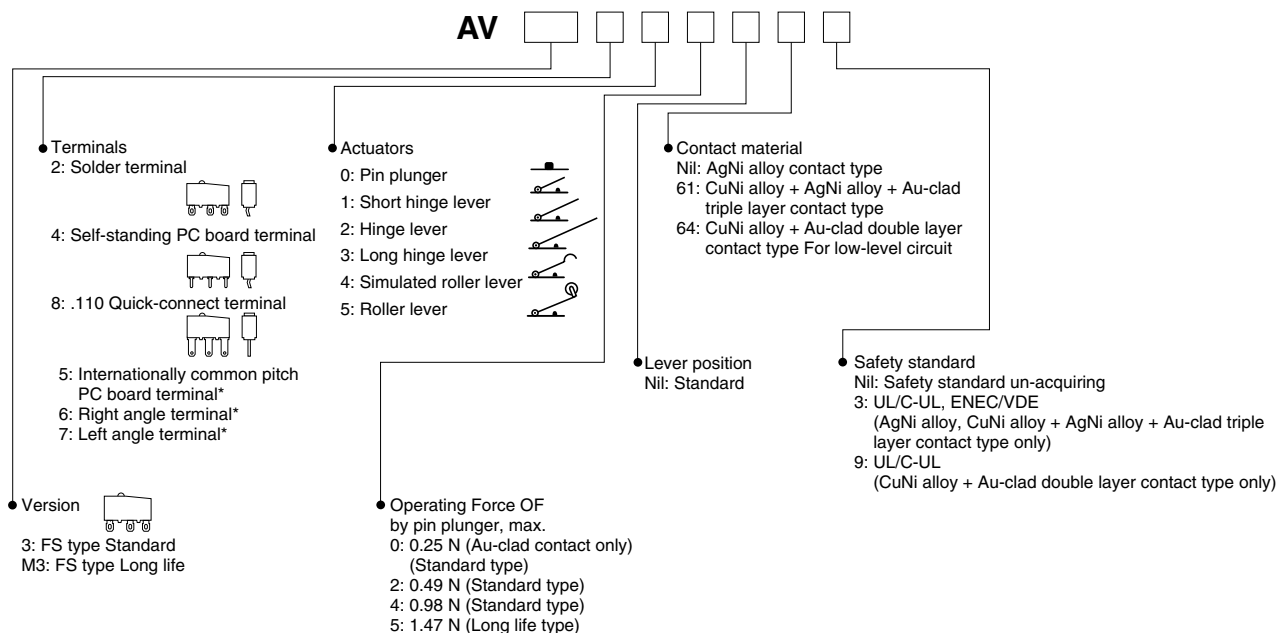 AV
Terminals
2: Solder terminal
4: Self-standing PC board terminal
8: .110 Quick-connect terminal
5: Internationally common pitch
PC board terminal*
6: Right angle terminal*
7: Left angle terminal*
Version
3: FS type Standard
M3: FS type Long life
Actuators
0: Pin plunger
1: Short hinge lever
2: Hinge lever
3: Long hinge lever
4: Simulated roller lever
5: Roller lever
Operating Force OF
by pin plunger, max.
0: 0.25 N (Au-clad contact only)
(Standard type)
2: 0.49 N (Standard type)
4: 0.98 N (Standard type)
5: 1.47 N (Long life type)
Lever position
Nil: Standard
Contact material
Nil: AgNi alloy contact type
61: CuNi alloy + AgNi alloy + Au-clad
triple layer contact type
64: CuNi alloy + Au-clad double layer
contact type For low-level circuit
Safety standard
Nil: Safety standard un-acquiring
3: UL/C-UL, ENEC/VDE
(AgNi alloy, CuNi alloy + AgNi alloy + Au-clad triple
layer contact type only)
9: UL/C-UL
(CuNi alloy + Au-clad double layer contact type only)